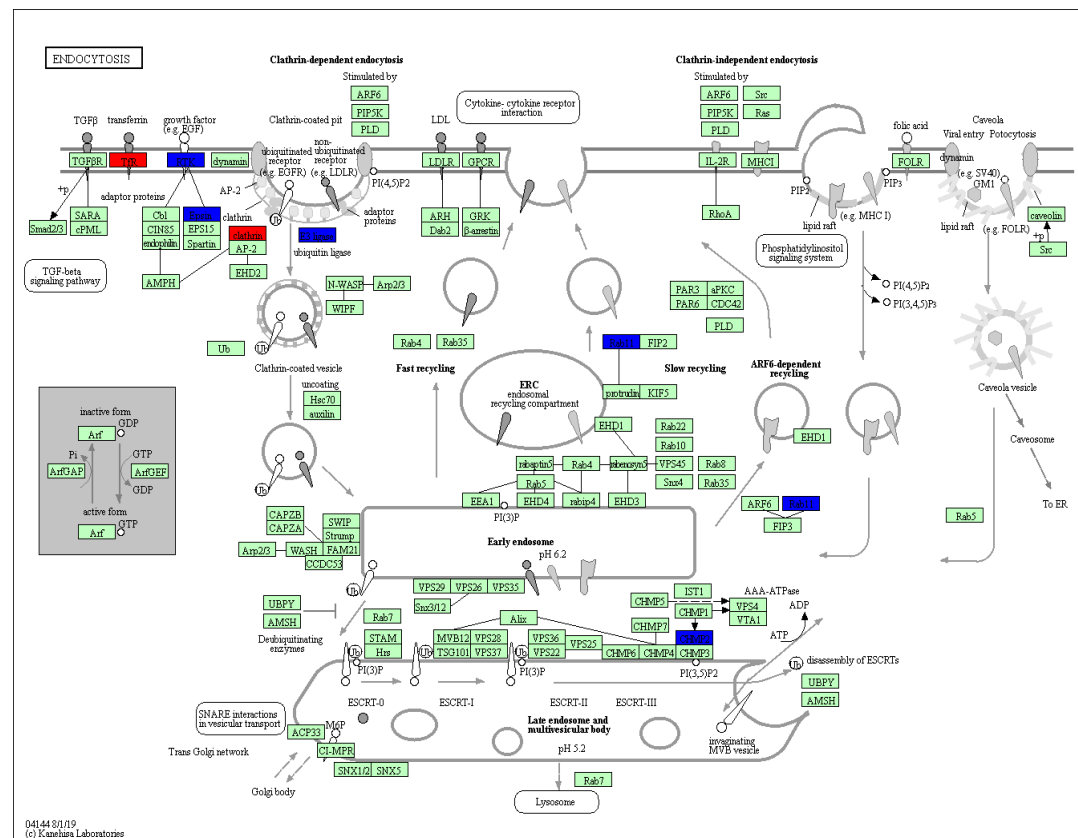 ENDOCYTOSIS
Clathrin-dependent endocytosis
Stimulated by
ARF6
PIP5K
PLD
Clathrin-independent endocytosis
Stimulated by
ARF6
Src
PIP5K
Ras
PLD
Cytokine- cytokine receptor
interaction
TGFβ
transferrin
growth factor
(e.g. EGF)
Clathrin-coated pit
LDL
folic acid
Caveola
Viral entry
Potocytosis
TGFβR
TfR
RTK
dynamin
ubiquitinated
receptor
(e.g. EGFR)
non-
ubiquitinated
receptor
(e.g. LDLR)
LDLR
GPCR
IL-2R
MHCI
FOLR
dynamin
(e.g. SV40)
GM1
PI(4,5)P2
PIP2
PIP3
+p
adaptor proteins
AP-2
Ub
adaptor
proteins
Smad2/3
SARA
cPML
Cbl
CIN85
endophilin
Epsin
EPS15
Spartin
clathrin
clathrin
AP-2
EHD2
AMPH
E3 ligase
ubiquitin ligase
ARH
Dab2
GRK
β-arrestin
RhoA
lipid raft
(e.g. MHC I)
lipid raft
(e.g. FOLR)
caveolin
+p
Src
TGF-beta
signaling pathway
Phosphatidylinositol
signaling system
PI(4,5)P2
PI(3,4,5)P3
N-WASP
Arp2/3
WIPF
PAR3
aPKC
PAR6
CDC42
PLD
Ub
Ub
Clathrin-coated vesicle
Rab4
Rab35
Rab11
FIP2
Fast recycling
Slow recycling
ARF6-dependent
recycling
Caveola vesicle
uncoating
Hsc70
auxilin
ERC
endosomal
recycling compartment
protrudin
KIF5
EHD1
EHD1
Rab22
Rab10
Caveosome
To ER
inactive form
Arf
GDP
Pi
GTP
ArfGAP
ArfGEF
GDP
active form
Arf
GTP
Ub
rabaptin5
Rab4
rabenosyn5
VPS45
Rab8
Rab5
Snx4
Rab35
EEA1
EHD4
rabip4
EHD3
PI(3)P
ARF6
Rab11
FIP3
Rab5
CAPZB
CAPZA
SWIP
Strump
Arp2/3
WASH
FAM21
CCDC53
Early endosome
pH 6.2
Ub
VPS29
VPS26
VPS35
Snx3/12
UBPY
AMSH
Deubiquitinating
enzymes
Rab7
STAM
Hrs
Alix
MVB12
VPS28
TSG101
VPS37
VPS36
VPS22
VPS25
IST1
CHMP5
CHMP1
CHMP7
CHMP2
CHMP6
CHMP4
CHMP3
AAA-ATPase
VPS4
VTA1
ADP
ATP
Ub
PI(3)P
Ub
PI(3)P
Ub
PI(3,5)P2
Ub
disassembly of ESCRTs
UBPY
AMSH
ESCRT-0
ESCRT-I
ESCRT-II
ESCRT-III
Late endosome and
multivesicular body
pH 5.2
invaginating
MVB vesicle
SNARE interactions
in vesicular transport
ACP33
M6P
CI-MPR
SNX1/2
SNX5
Trans Golgi network
Golgi body
Rab7
Lysosome
04144 8/1/19
(c) Kanehisa Laboratories